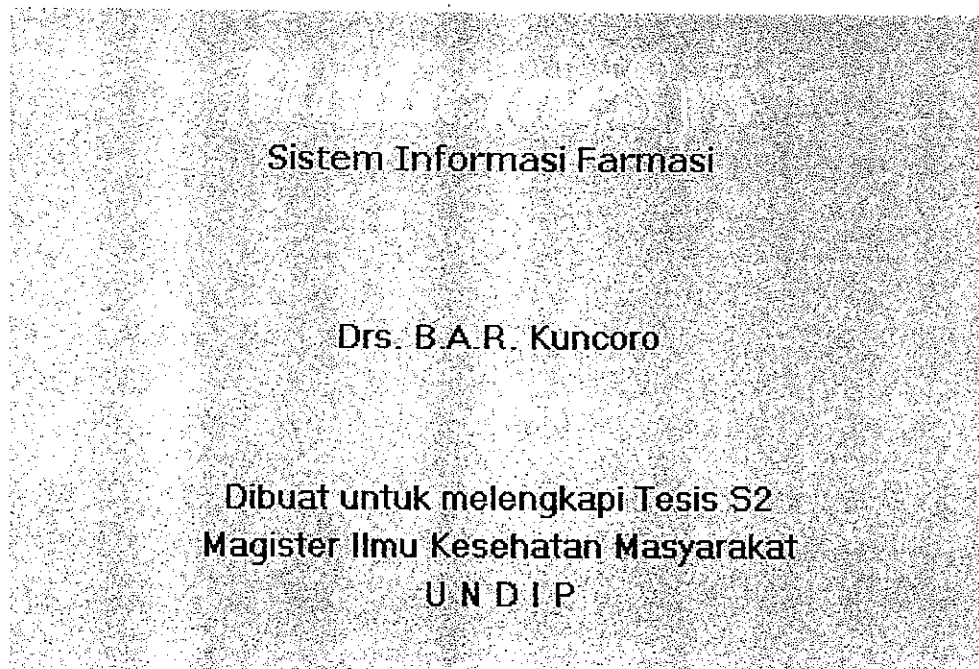 Sistem Informasi Farmasi
Drs. B.A.R. Kuncoro
Dibuat untuk melengkapi Tesis S2
Magister Ilmu Kesehatan Masyarakat
U N D I P